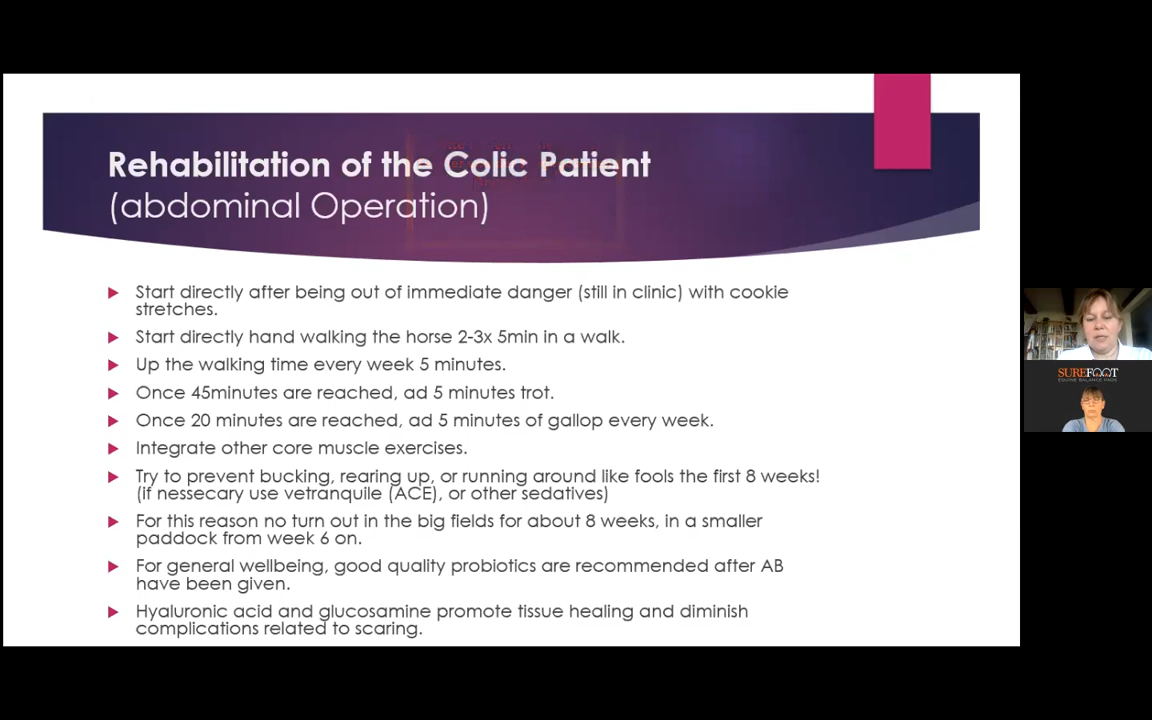 Rehabilitation of the Colic Patient
(abdominal Operation)
Start directly after being out of immediate danger (still in clinic) with cookie
stretches.
Start directly hand walking the horse 2-3x 5min in a walk.
Up the walking time every week 5 minutes.
Once 45minutes are reached, ad 5 minutes trot.
Once 20 minutes are reached, ad 5 minutes of gallop every week.
Integrate other core muscle exercises.
Try to prevent bucking, rearing up, or running around like fools the first 8 weeks!
(if nessecary use vetranquile (ACE), or other sedatives)
For this reason no turn out in the big fields for about 8 weeks, in a smaller
paddock from week 6 on.
For general wellbeing, good quality probiotics are recommended after AB
have been given.
Hyaluronic acid and glucosamine promote tissue healing and diminish
complications related to scaring.
SUREFOOT
EQUINE BALANCE PADS